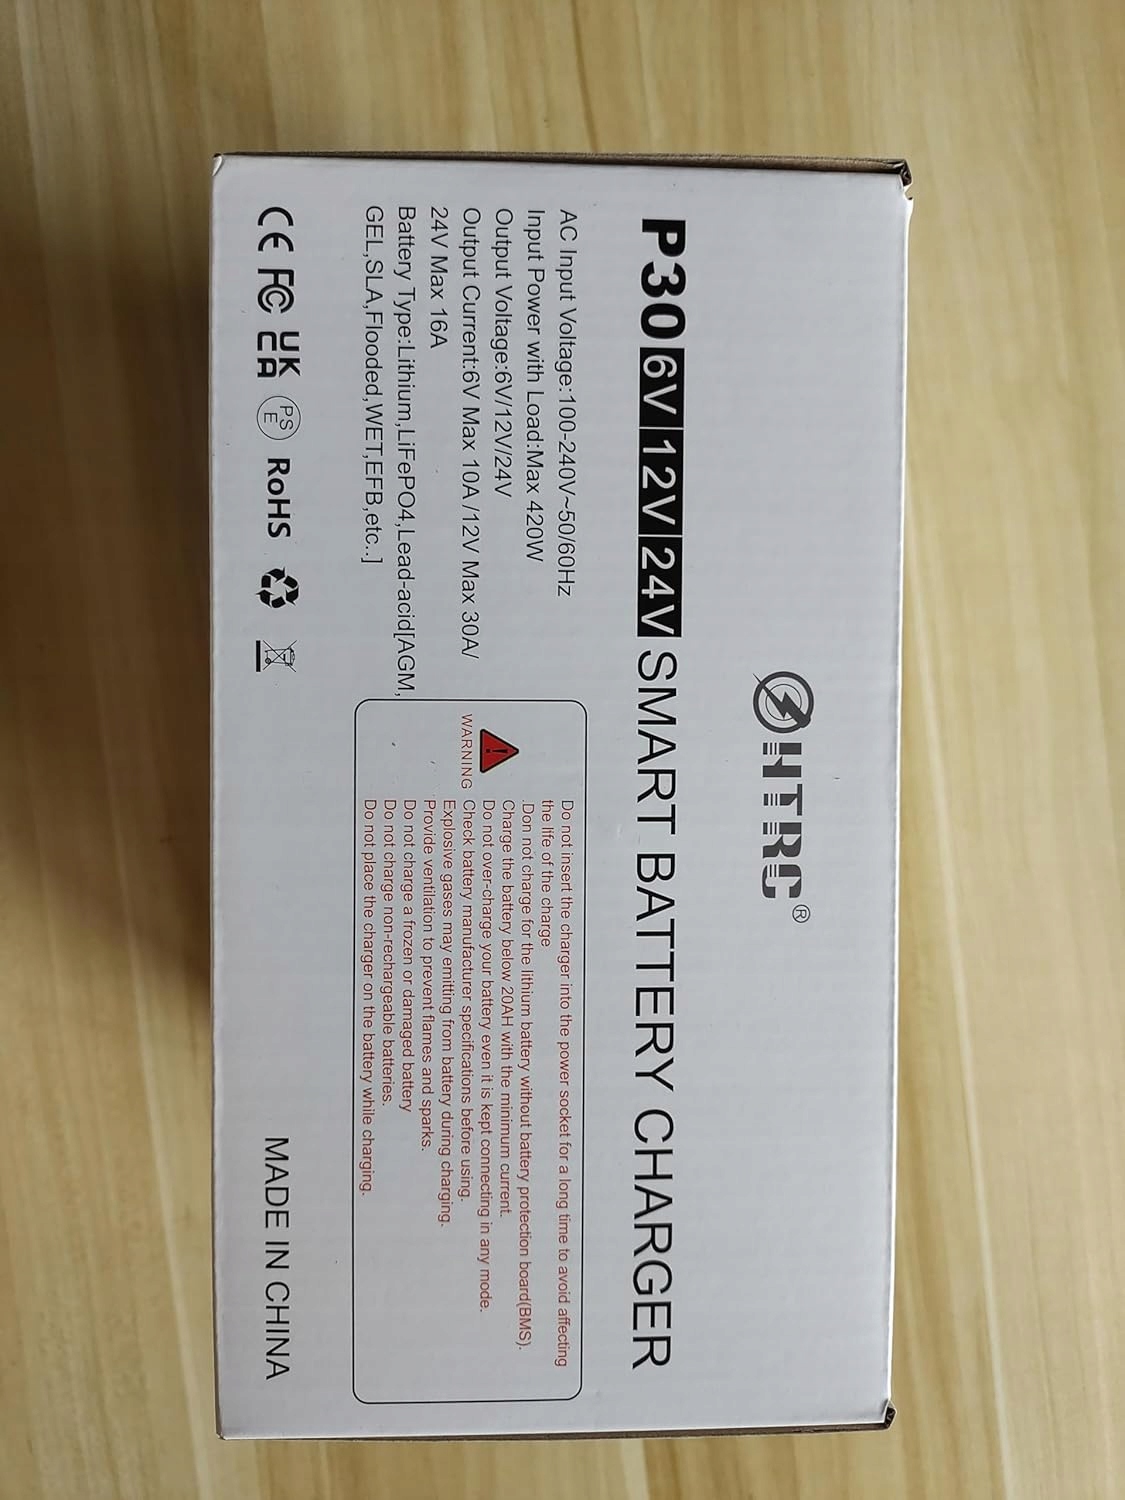 HTRC®
P30 6V 12V 24V SMART BATTERY CHARGER
AC Input Voltage:100-240V~50/60Hz
Input Power with Load:Max 420W
Output Voltage:6V/12V/24V
Output Current:6V Max 10A /12V Max 30A/
24V Max 16A
Battery Type:Lithium,LiFePO4,Lead-acid[AGM,
GEL,SLA,Flooded,WET,EFB,etc..]
WARNING
Do not insert the charger into the power socket for a long time to avoid affecting
the life of the charge
Don not charge for the lithium battery without battery protection board(BMS).
Charge the battery below 20AH with the minimum current.
Do not over-charge your battery even it is kept connecting in any mode.
Check battery manufacturer specifications before using.
Explosive gases may emitting from battery during charging.
Provide ventilation to prevent flames and sparks.
Do not charge a frozen or damaged battery
Do not charge non-rechargeable batteries.
Do not place the charger on the battery while charging.
CE FC UK CA PS E RoHS
MADE IN CHINA